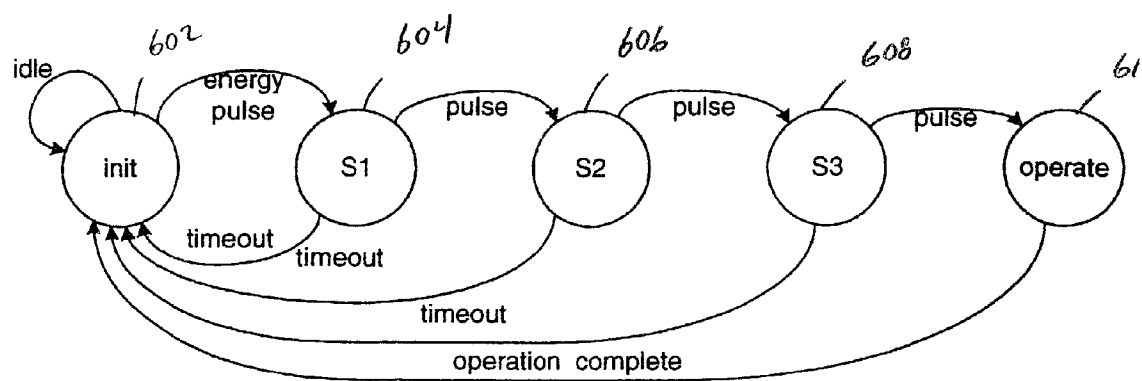 602
604
606
608
61
idle
energy
pulse
pulse
pulse
pulse
init
S1
S2
S3
operate
timeout
timeout
timeout
operation complete